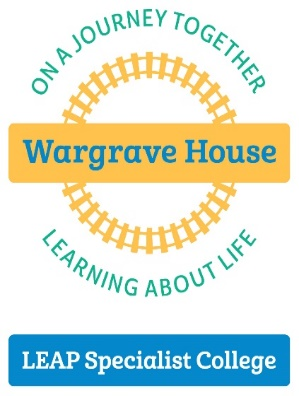 ON A JOURNEY TOGETHER
Wargrave House
LEARNING ABOUT LIFE
LEAP Specialist College